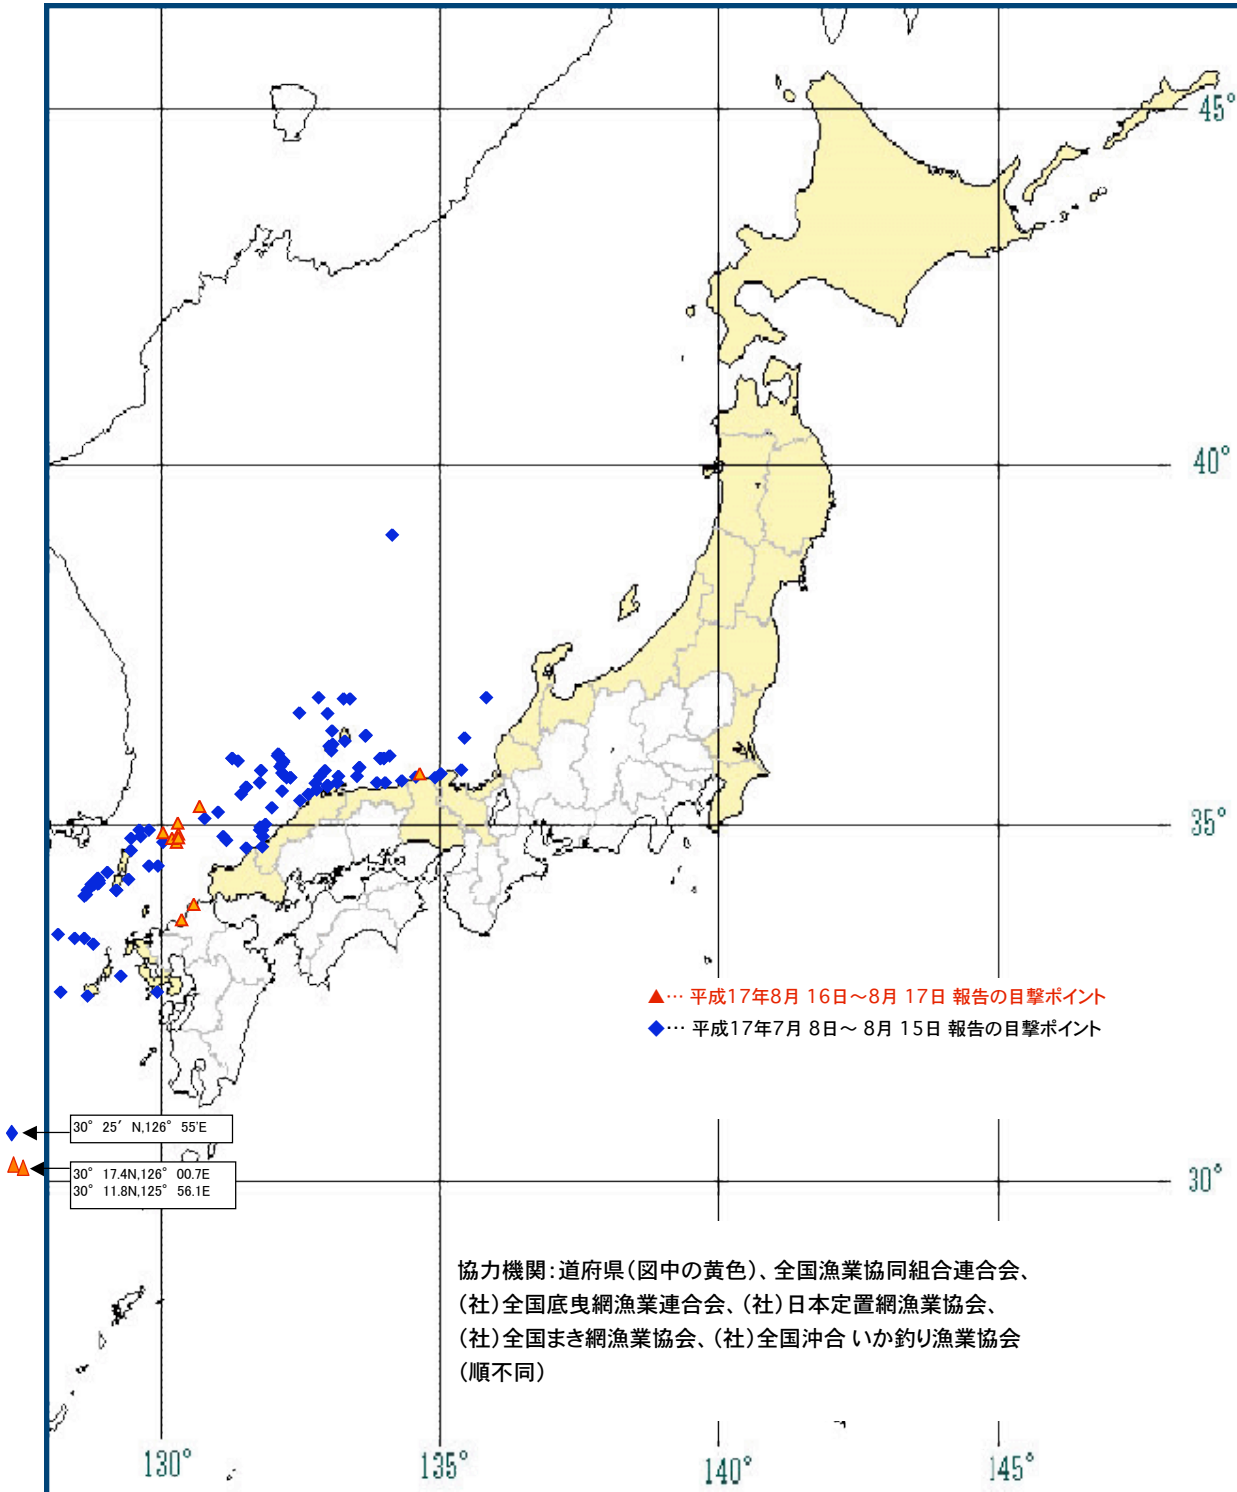 45°
40°
35°
▲… 平成17年8月 16日～8月 17日 報告の目撃ポイント
◆… 平成17年7月 8日～ 8月 15日 報告の目撃ポイント
30° 25′ N,126° 55'E
30° 17.4N,126° 00.7E
30° 11.8N,125° 56.1E
30°
協力機関：道府県（図中の黄色）、全国漁業協同組合連合会、
（社）全国底曳網漁業連合会、（社）日本定置網漁業協会、
（社）全国まき網漁業協会、（社）全国沖合 いか釣り漁業協会
（順不同）
130°
135°
140°
145°